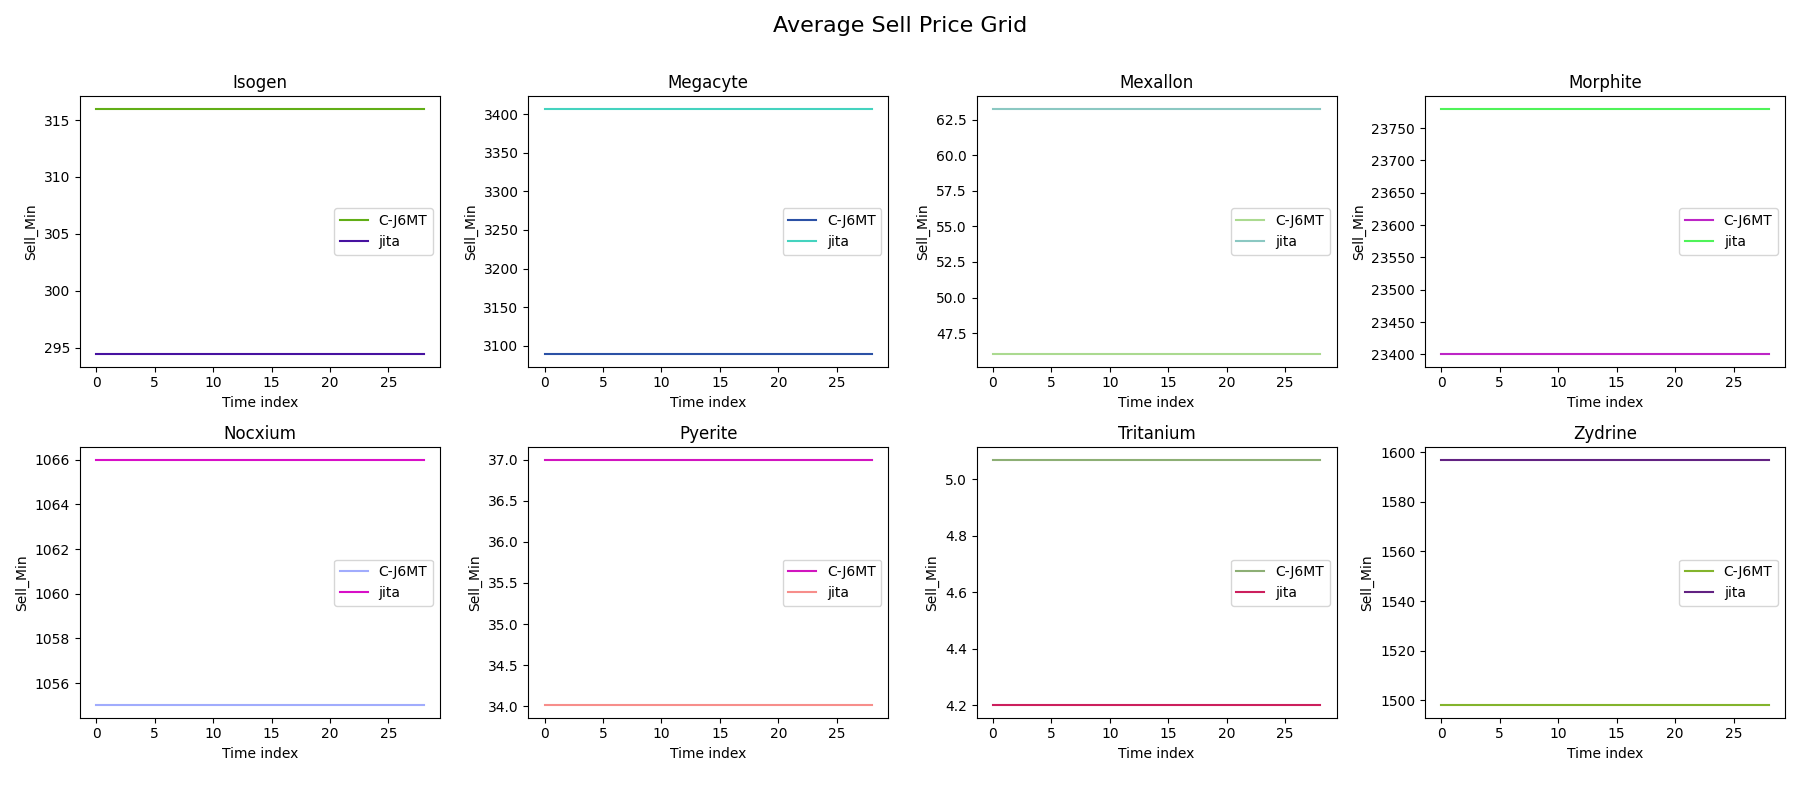 Average Sell Price Grid
Isogen
Sell_Min
315
310
305
300
295
C-J6MT
jita
0 5 10 15 20 25
Time index
Megacyte
Sell_Min
3400
3350
3300
3250
3200
3150
3100
C-J6MT
jita
0 5 10 15 20 25
Time index
Mexallon
Sell_Min
62.5
60.0
57.5
55.0
52.5
50.0
47.5
C-J6MT
jita
0 5 10 15 20 25
Time index
Morphite
Sell_Min
23750
23700
23650
23600
23550
23500
23450
23400
C-J6MT
jita
0 5 10 15 20 25
Time index
Nocxium
Sell_Min
1066
1064
1062
1060
1058
1056
C-J6MT
jita
0 5 10 15 20 25
Time index
Pyerite
Sell_Min
37.0
36.5
36.0
35.5
35.0
34.5
34.0
C-J6MT
jita
0 5 10 15 20 25
Time index
Tritanium
Sell_Min
5.0
4.8
4.6
4.4
4.2
C-J6MT
jita
0 5 10 15 20 25
Time index
Zydrine
Sell_Min
1600
1580
1560
1540
1520
1500
C-J6MT
jita
0 5 10 15 20 25
Time index